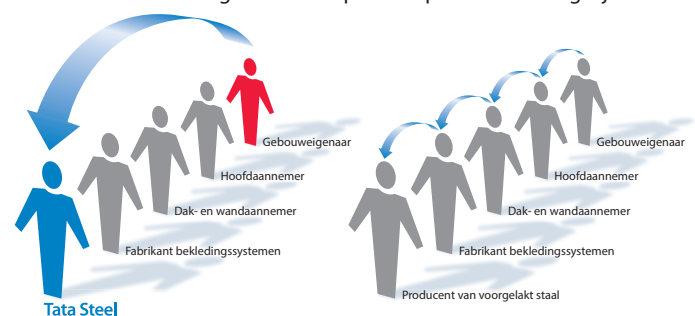 Gebouweigenaar
Hoofdaannemer
Dak- en wandaannemer
Fabrikant bekledingssystemen
Tata Steel
Gebouweigenaar
Hoofdaannemer
Dak- en wandaannemer
Fabrikant bekledingssystemen
Producent van voorgelakt staal